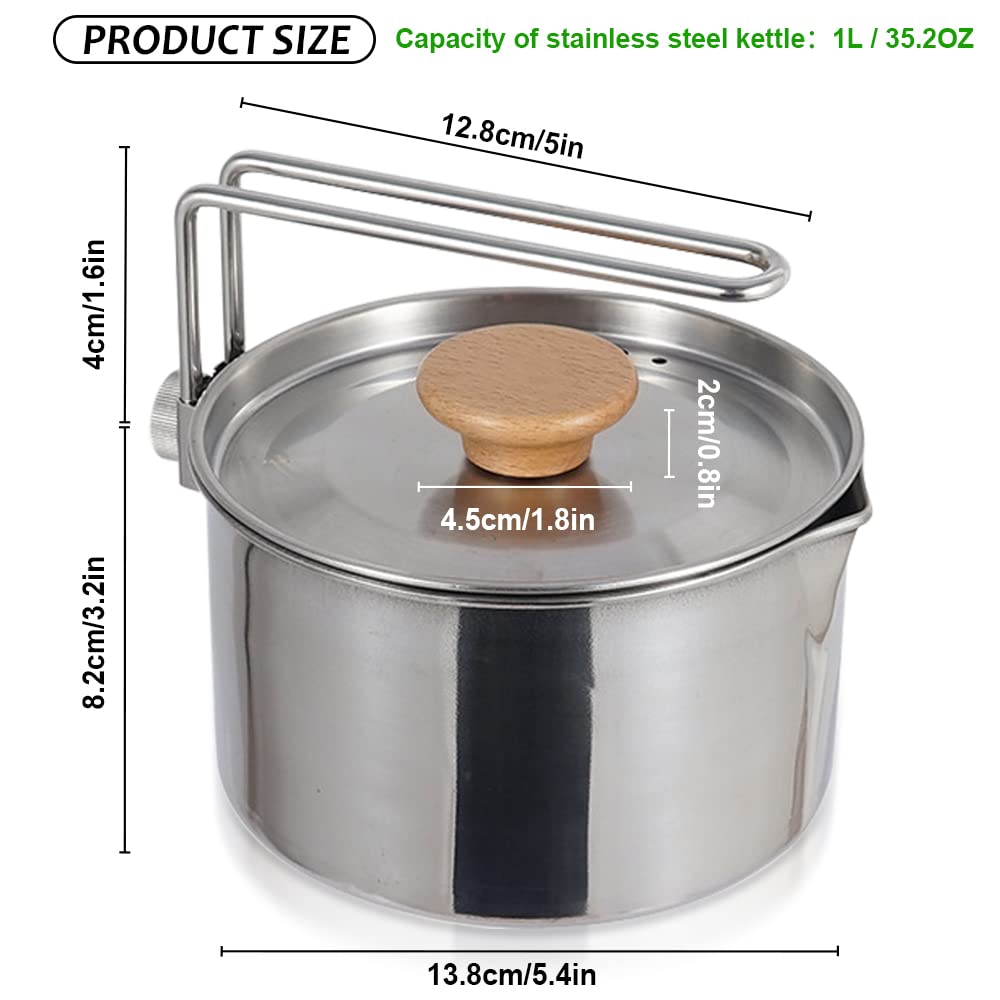 PRODUCT SIZE
Capacity of stainless steel kettle： 1L / 35.2OZ
12.8cm/5in
4cm/1.6in
2cm/0.8in
4.5cm/1.8in
8.2cm/3.2in
13.8cm/5.4in